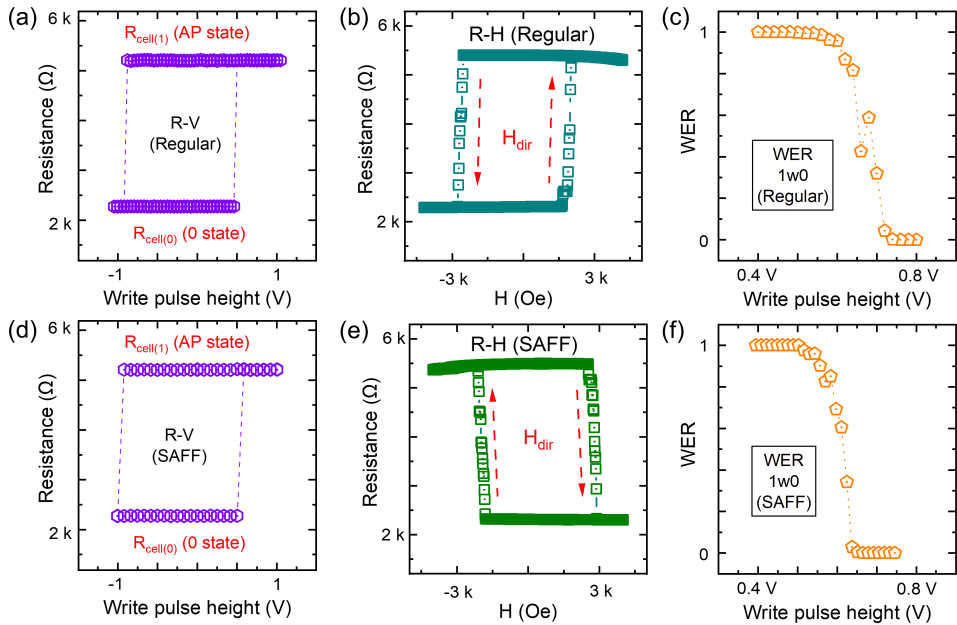 (a)
6 k
R_cell(1) (AP state)
R-V
(Regular)
Resistance (Ω)
2 k
R_cell(0) (0 state)
-1
1
Write pulse height (V)
(b)
6 k
R-H (Regular)
H_dir
Resistance (Ω)
2 k
-3 k
3 k
H (Oe)
(c)
1
WER
WER
1w0
(Regular)
0
0.4 V
0.8 V
Write pulse height (V)
(d)
6 k
R_cell(1) (AP state)
R-V
(SAFF)
Resistance (Ω)
2 k
R_cell(0) (0 state)
-1
1
Write pulse height (V)
(e)
6 k
R-H (SAFF)
H_dir
Resistance (Ω)
2 k
-3 k
3 k
H (Oe)
(f)
1
WER
WER
1w0
(SAFF)
0
0.4 V
0.8 V
Write pulse height (V)